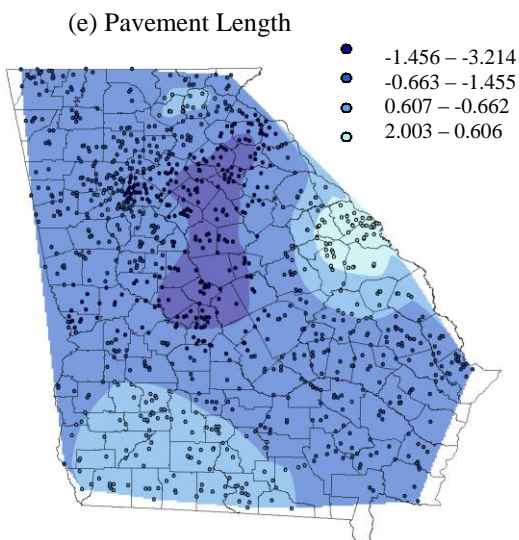 (e) Pavement Length
-1.456 – -3.214
-0.663 – -1.455
0.607 – -0.662
2.003 – 0.606